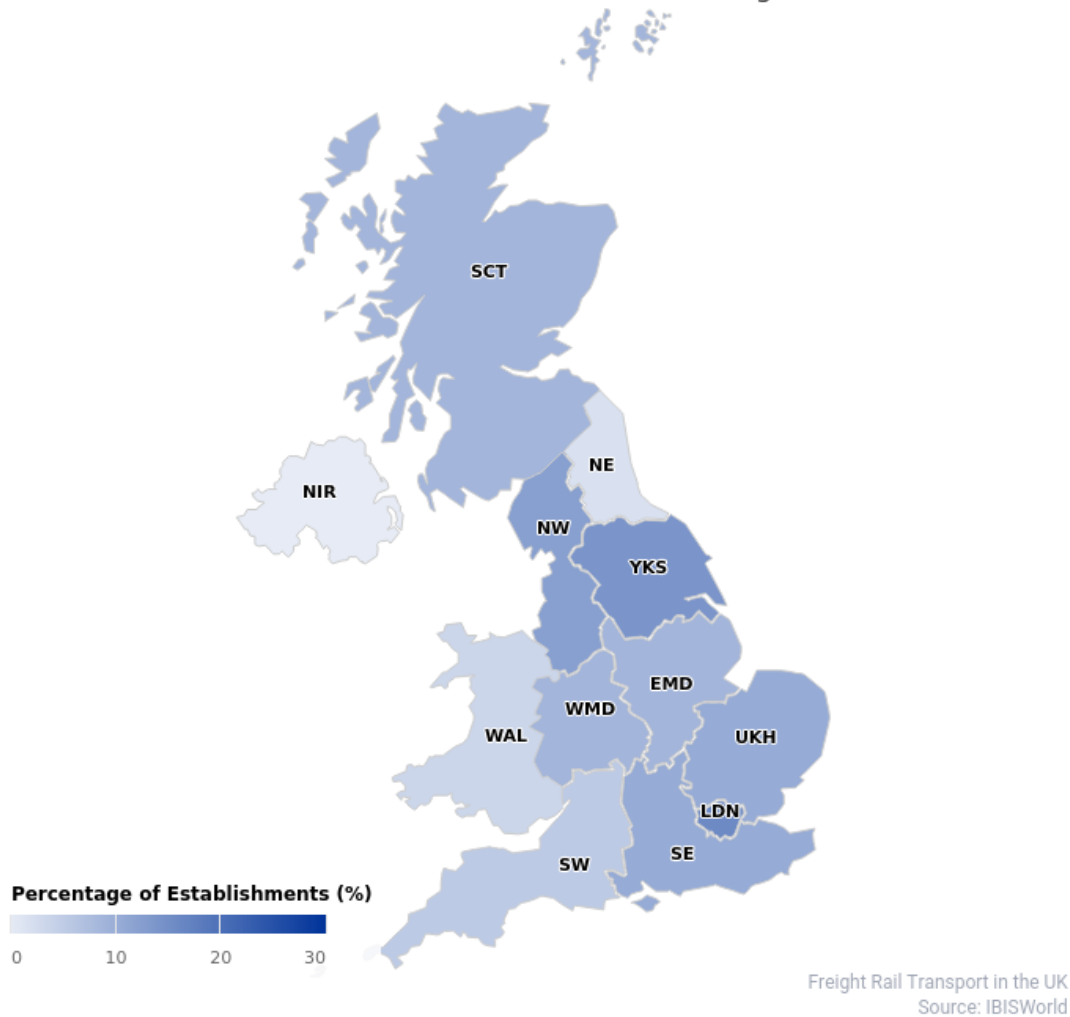 SCT
NE
NIR
NW
YKS
EMD
WMD
WAL
UKH
LDN
SE
SW
Percentage of Establishments (%)
0 10 20 30
Freight Rail Transport in the UK
Source: IBISWorld